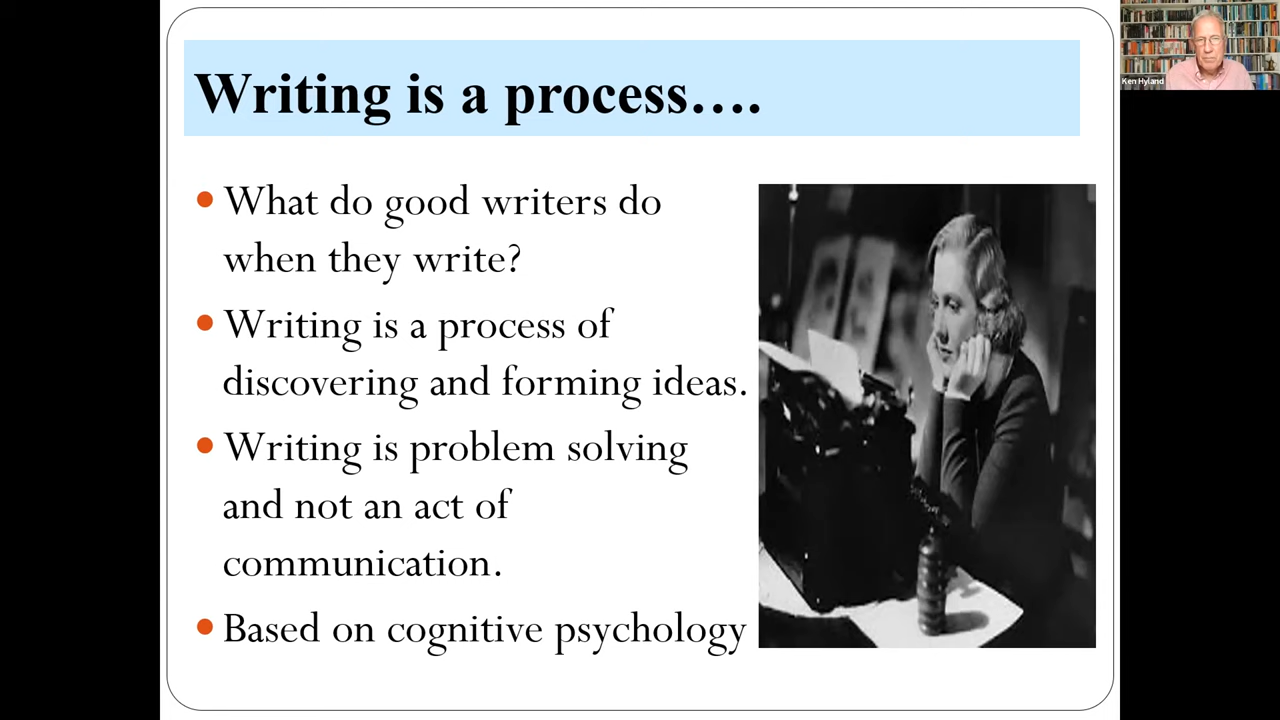 Writing is a process….
What do good writers do
when they write?
Writing is a process of
discovering and forming ideas.
Writing is problem solving
and not an act of
communication.
Based on cognitive psychology
Ken Hyland